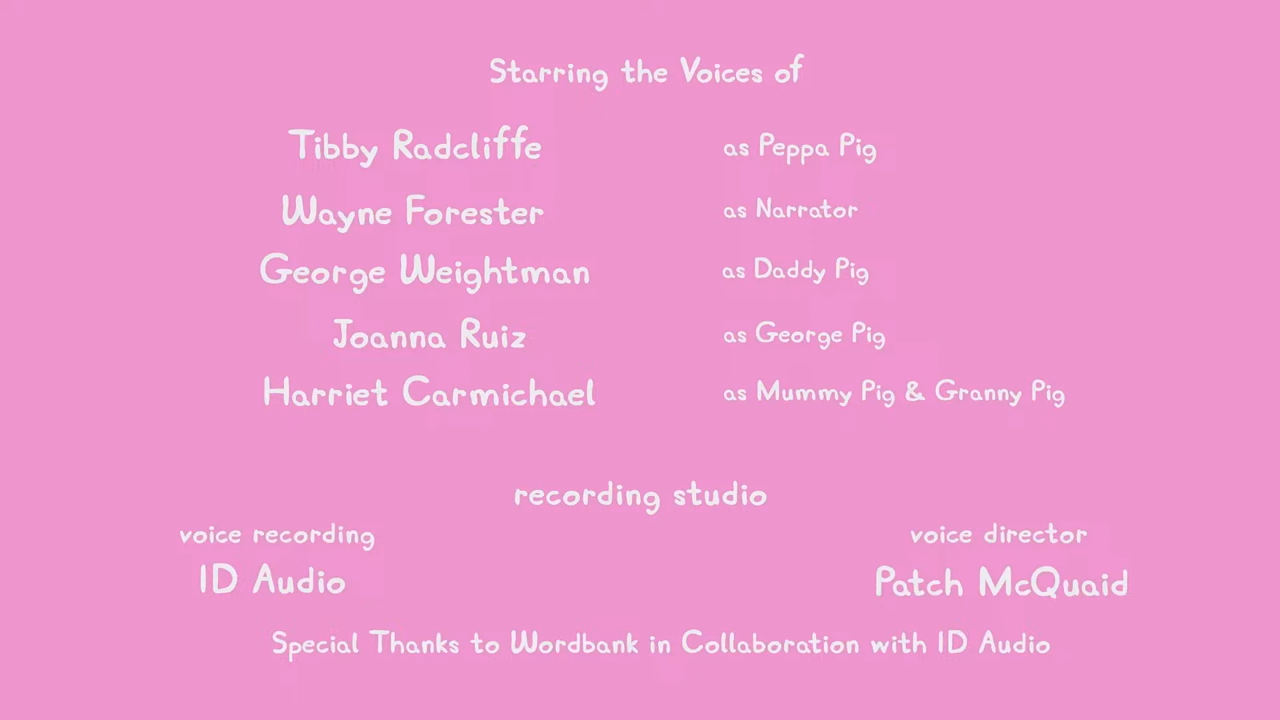 Starring the Voices of
Tibby Radcliffe as Peppa Pig
Wayne Forester as Narrator
George Weightman as Daddy Pig
Joanna Ruiz as George Pig
Harriet Carmichael as Mummy Pig & Granny Pig
recording studio
voice recording voice director
ID Audio Patch McQuaid
Special Thanks to Wordbank in Collaboration with ID Audio